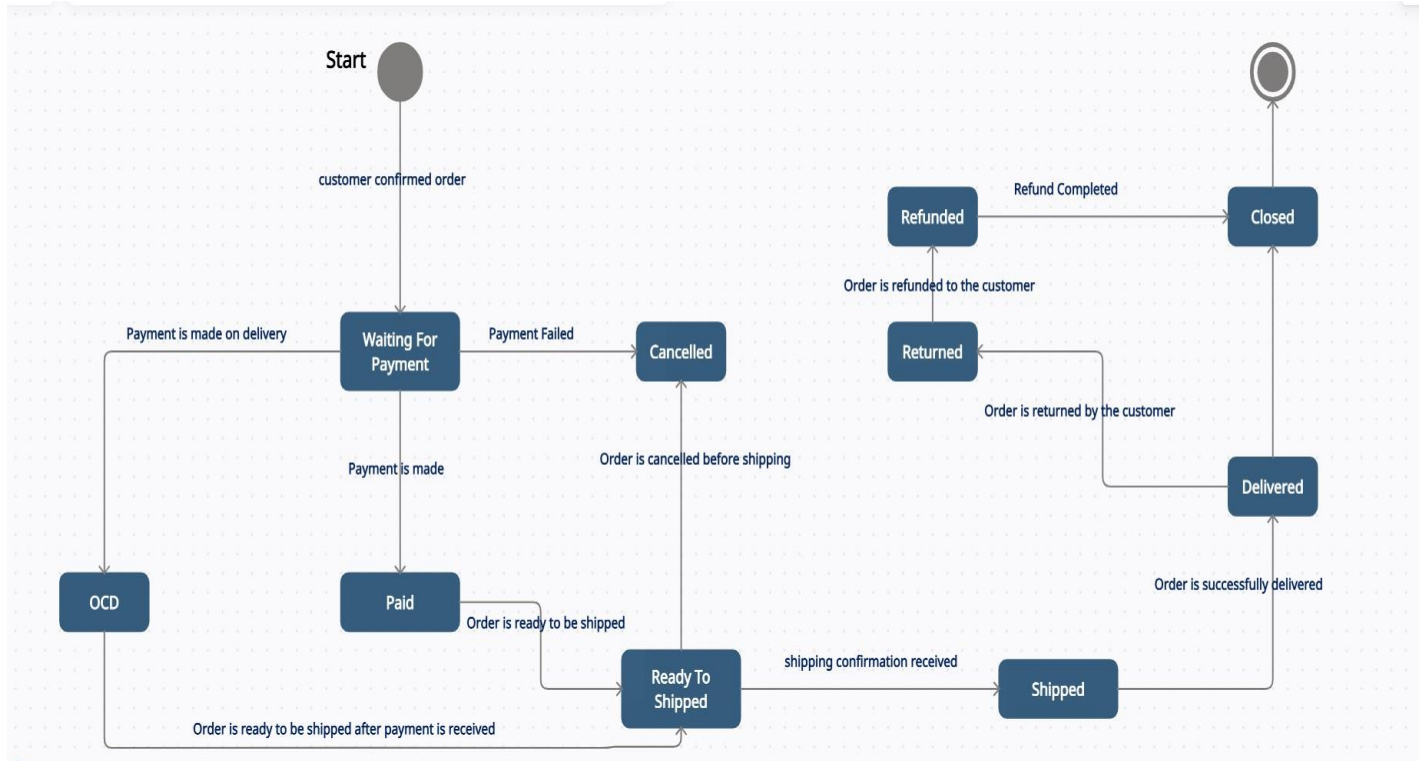 Start
customer confirmed order
Refunded
Refund Completed
Closed
Order is refunded to the customer
Payment is made on delivery
Waiting For
Payment
Payment Failed
Cancelled
Returned
Order is returned by the customer
Payment is made
Order is cancelled before shipping
Delivered
Order is successfully delivered
OCD
Paid
Order is ready to be shipped
Ready To
Shipped
shipping confirmation received
Shipped
Order is ready to be shipped after payment is received